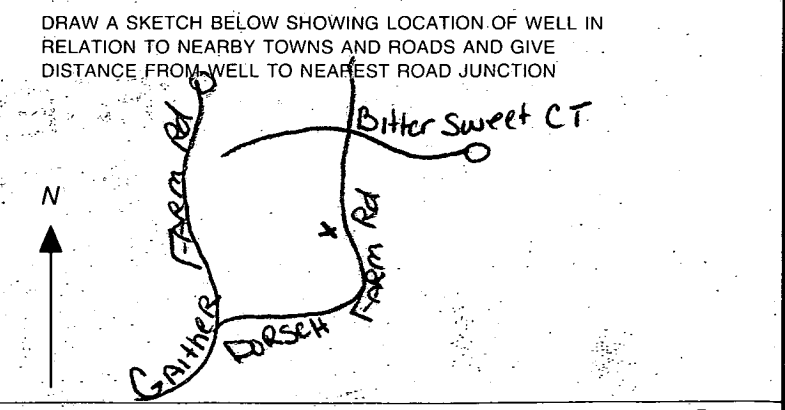 DRAW A SKETCH BELOW SHOWING LOCATION OF WELL IN
RELATION TO NEARBY TOWNS AND ROADS AND GIVE
DISTANCE FROM WELL TO NEAREST ROAD JUNCTION
Bitter Sweet CT
N
GAITHER FARM Rd
DORSEH FARM Rd
x